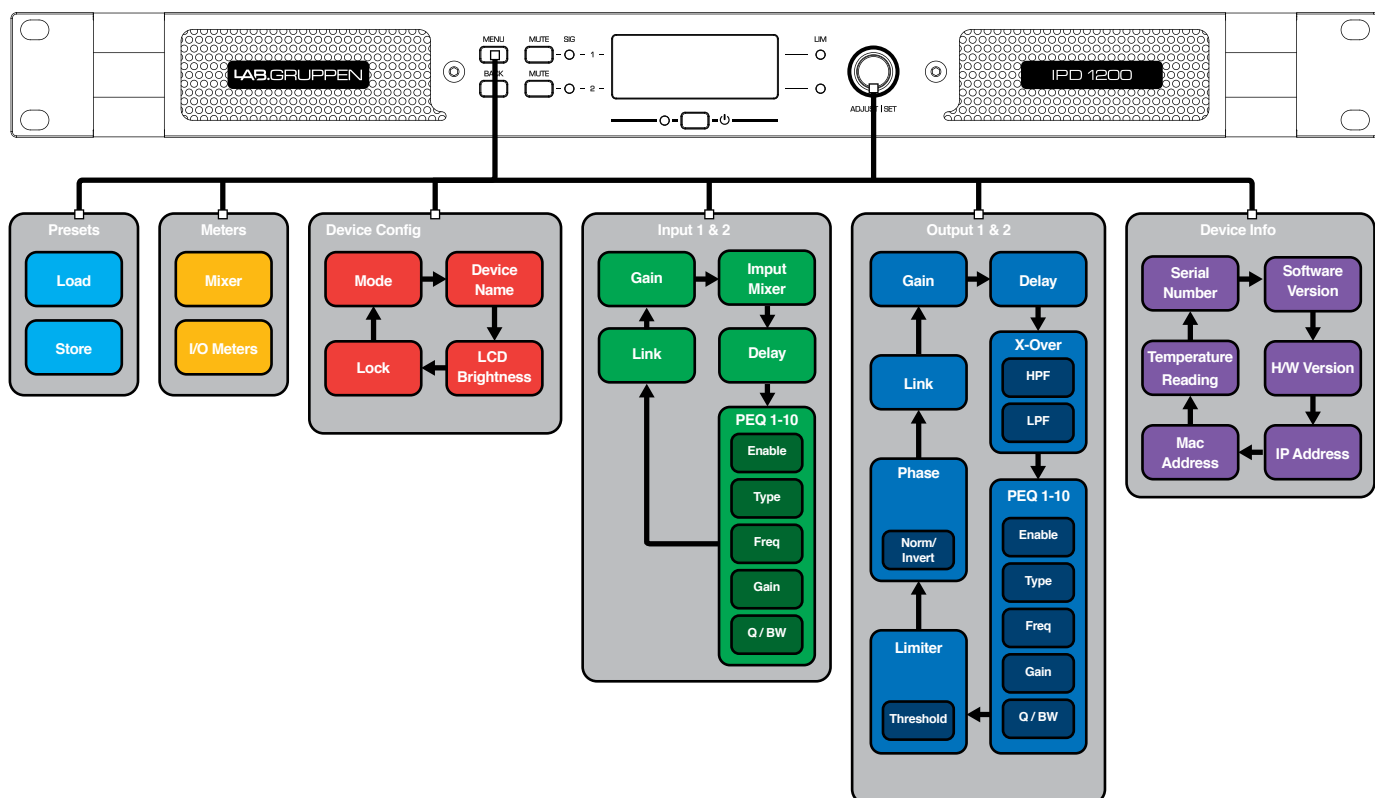 MENU
MUTE
SIG
1
LIM
LAB.GRUPPEN
BACK
MUTE
2
IPD 1200
ADJUST | SET
Presets
Load
Store
Meters
Mixer
I/O Meters
Device Config
Mode
Device
Name
Lock
LCD
Brightness
Input 1 & 2
Gain
Imput
Mixer
Link
Delay
PEQ 1-10
Enable
Type
Freq
Gain
Q / BW
Output 1 & 2
Gain
Delay
X-Over
HPF
LPF
Link
Phase
Norm/
Invert
PEQ 1-10
Enable
Type
Freq
Gain
Q / BW
Limiter
Threshold
Device Info
Serial
Number
Software
Version
Temperature
Reading
H/W Version
Mac
Address
IP Address